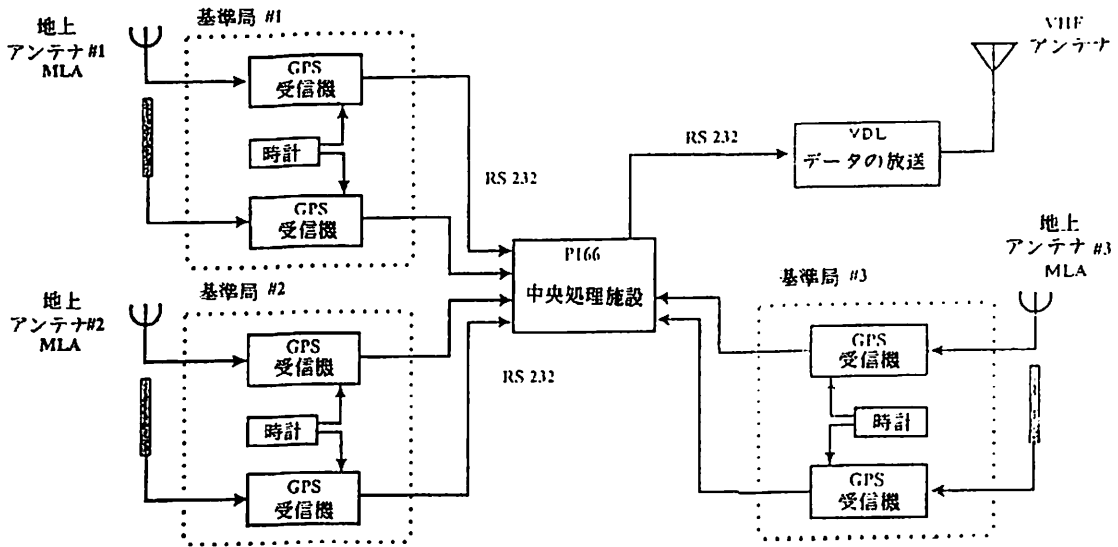 地上
アンテナ#1
MLA
基準局 #1
GPS
受信機
時計
GPS
受信機
RS 232
VHF
アンテナ
RS 232
VDL
データの放送
P166
中央処理施設
地上
アンテナ#2
MLA
基準局 #2
GPS
受信機
時計
GPS
受信機
RS 232
地上
アンテナ #3
MLA
基準局 #3
GPS
受信機
時計
GPS
受信機